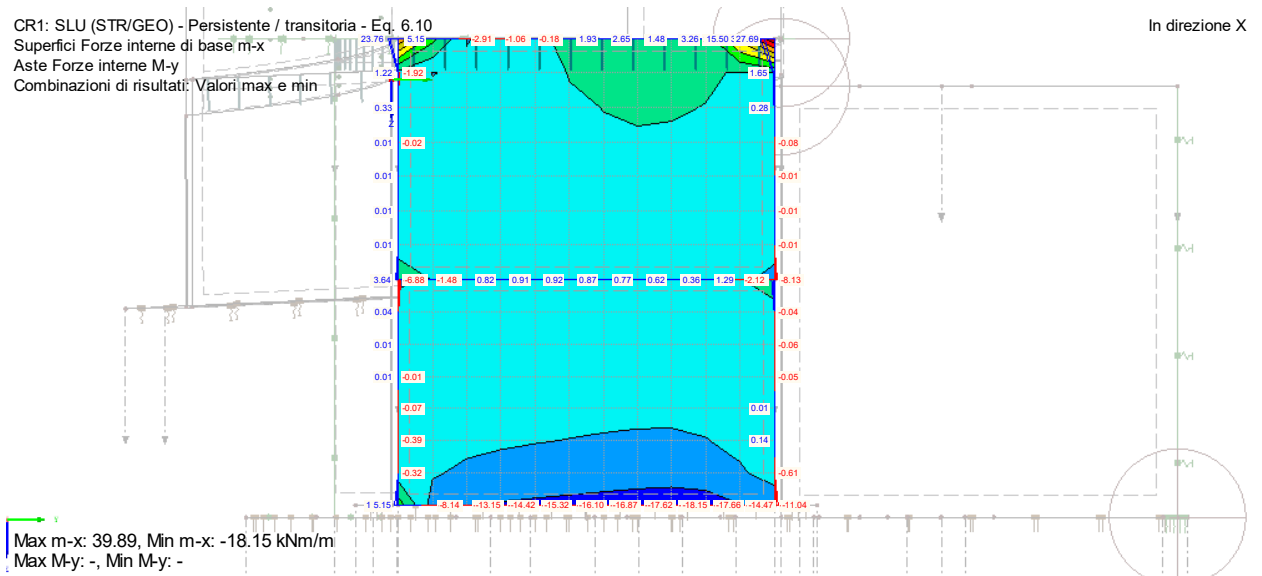 CR1: SLU (STR/GEO) - Persistente / transitoria - Eq. 6.10
In direzione X
Superfici Forze interne di base m-x
Aste Forze interne M-y
Combinazioni di risultati: Valori max e min
23.76 5.15 -2.91 -1.06 -0.18 1.93 2.65 1.48 3.26 15.50 27.69
1.22 -1.92 1.65
0.33 0.28
Z
0.01 -0.02 -0.08
0.01 -0.01
0.01 -0.01
0.01 -0.01
3.64 -6.88 -1.48 0.82 0.91 0.92 0.87 0.77 0.62 0.36 1.29 -2.12 -8.13
0.04 -0.04
0.01 -0.06
0.01 -0.01 -0.05
-0.07 0.01
-0.39 0.14
-0.32 -0.61
5.15 -8.14 -13.15 -14.42 -15.32 -16.10 -16.87 -17.62 -18.15 -17.66 -14.47 -11.04
Y
Max m-x: 39.89, Min m-x: -18.15 kNm/m
Max M-y: -, Min M-y: -